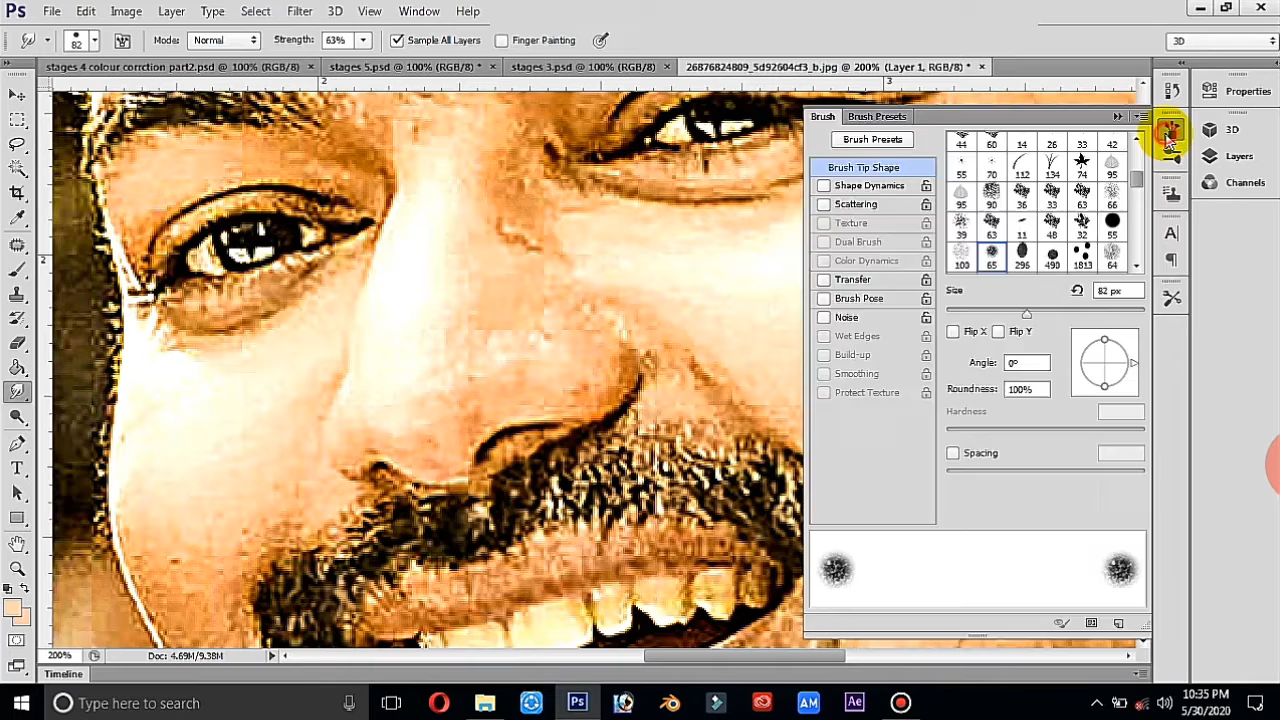 Ps File Edit Image Layer Type Select Filter 3D View Window Help
82 Mode: Normal Strength: 63% Sample All Layers Finger Painting 3D
stages 4 colour corrction part2.psd @ 100% (RGB/8) × stages 5.psd @ 100% (RGB/8) * × stages 3.psd @ 100% (RGB/8) × 26876824809_5d92604cf3_b.jpg @ 200% (Layer 1, RGB/8) * ×
2 3
2
Brush Brush Presets
Brush Presets
Brush Tip Shape
Shape Dynamics
Scattering
Texture
Dual Brush
Color Dynamics
Transfer
Brush Pose
Noise
Wet Edges
Build-up
Smoothing
Protect Texture
44 60 14 26 33 42
55 70 112 134 74 95
95 90 36 33 63 66
39 63 11 48 32 55
100 65 296 490 1813 64
Size 82 px
Flip X Flip Y
Angle: 0°
Roundness: 100%
Hardness
Spacing
Properties
3D
Layers
Channels
200% Doc: 4.69M/9.38M
Timeline
Type here to search
Ps AM Ae
10:35 PM
5/30/2020